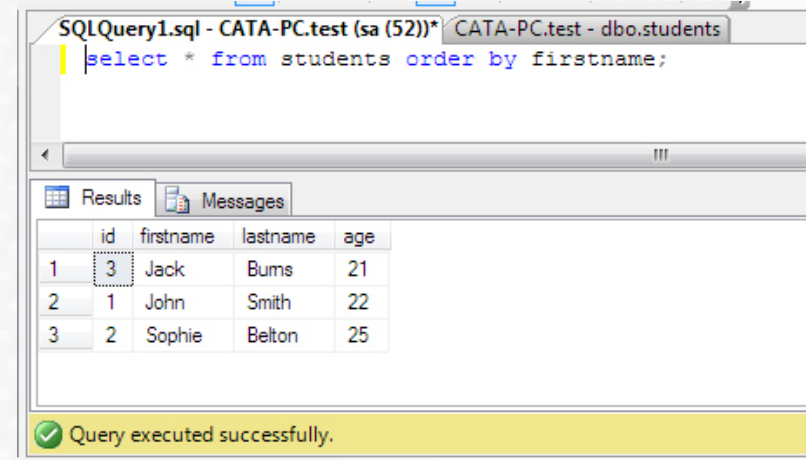 SQLQuery1.sql - CATA-PC.test (sa (52))* CATA-PC.test - dbo.students
select * from students order by firstname;
Results Messages
id firstname lastname age
1 3 Jack Burns 21
2 1 John Smith 22
3 2 Sophie Belton 25
Query executed successfully.